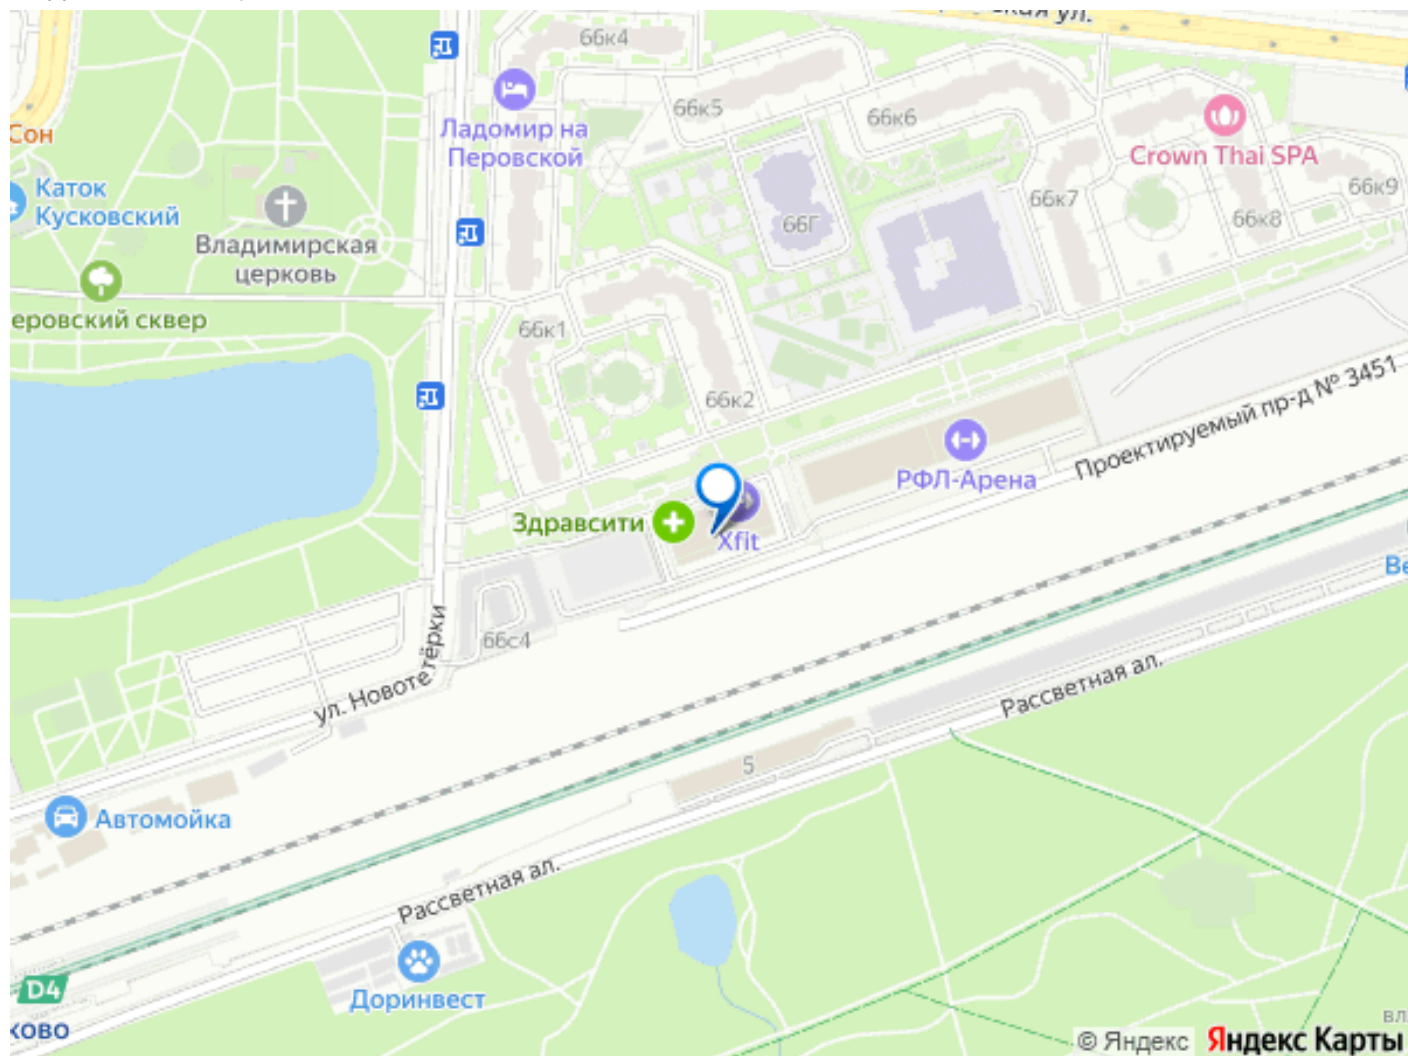 66к4
66к5
66к6
Сон
Ладомир на
Перовской
Crown Thai SPA
Каток
Кусковский
66к7
66к9
66Г
66к8
Владимирская
церковь
еровский сквер
66к1
66к2
Проектируемый пр-д № 3451
РФЛ-Арена
Здравсити
Xfit
66с4
ул. Новотетёрки
Рассветная ал.
5
Автомойка
Рассветная ал.
D4
Доринвест
© Яндекс Яндекс Карты